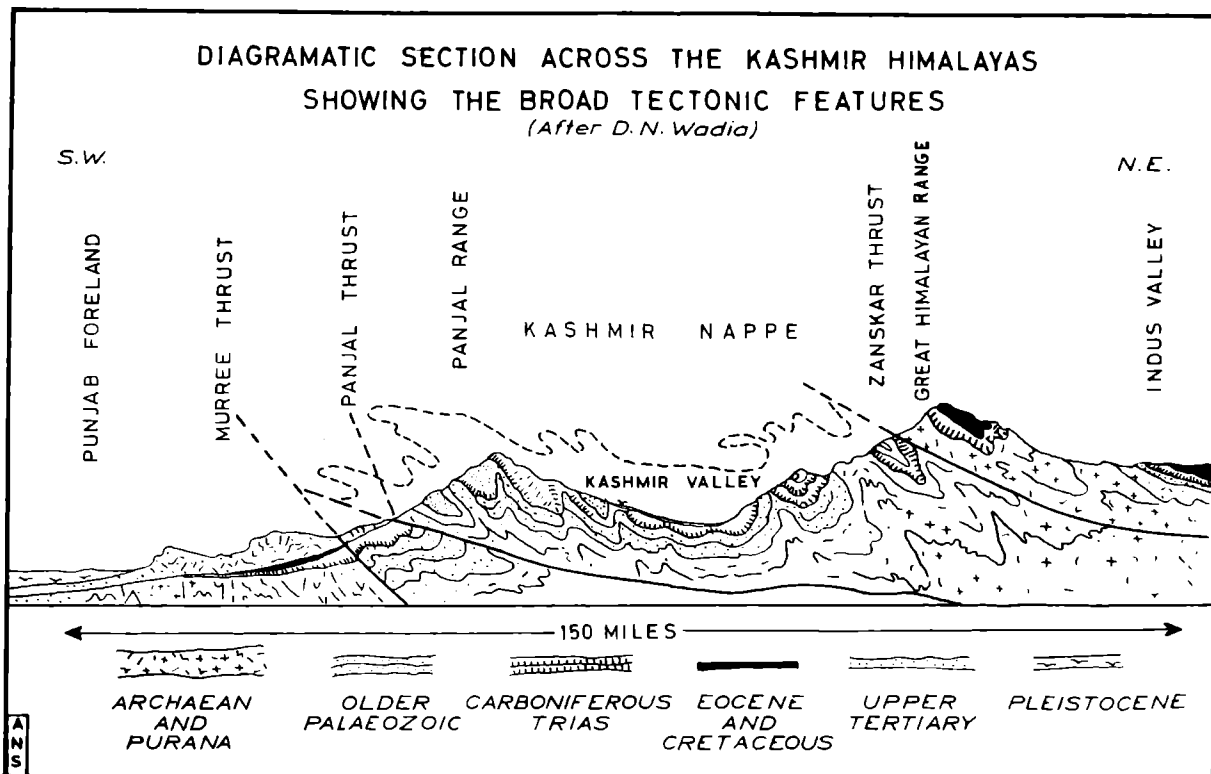 DIAGRAMATIC SECTION ACROSS THE KASHMIR HIMALAYAS
SHOWING THE BROAD TECTONIC FEATURES
(After D.N. Wadia)
S.W.
N.E.
PUNJAB FORELAND
MURREE THRUST
PANJAL THRUST
PANJAL RANGE
KASHMIR NAPPE
ZANSKAR THRUST
GREAT HIMALAYAN RANGE
INDUS VALLEY
KASHMIR VALLEY
150 MILES
ARCHAEAN
AND
PURANA
OLDER
PALAEOZOIC
CARBONIFEROUS
TRIAS
EOCENE
AND
CRETACEOUS
UPPER
TERTIARY
PLEISTOCENE
A
N
S